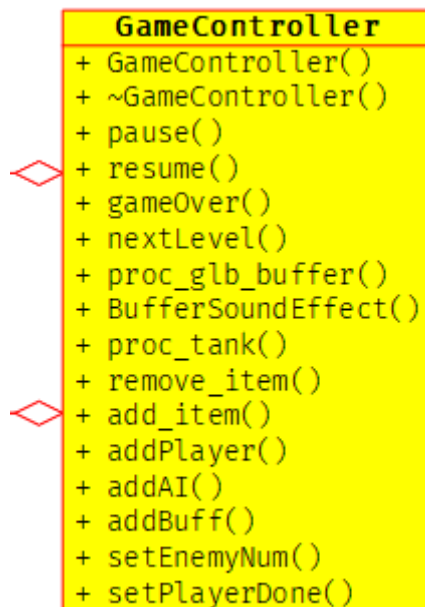 GameController
+ GameController()
+ ~GameController()
+ pause()
+ resume()
+ gameOver()
+ nextLevel()
+ proc_glb_buffer()
+ BufferSoundEffect()
+ proc_tank()
+ remove_item()
+ add_item()
+ addPlayer()
+ addAI()
+ addBuff()
+ setEnemyNum()
+ setPlayerDone()